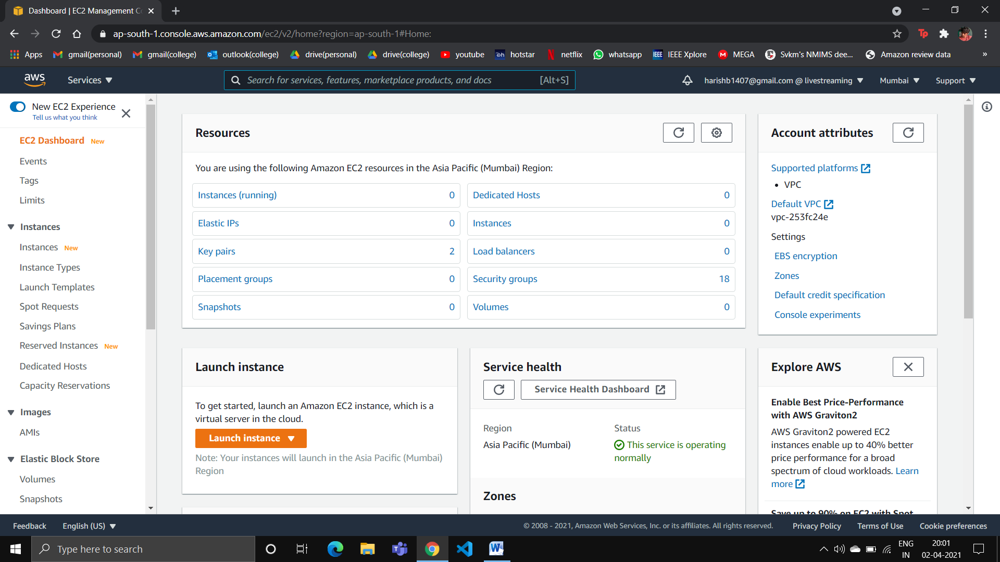 Dashboard | EC2 Management Co
ap-south-1.console.aws.amazon.com/ec2/v2/home?region=ap-south-1#Home:
Apps
gmail(personal)
gmail(college)
outlook(college)
drive(personal)
drive(college)
youtube
hotstar
netflix
whatsapp
IEEE Xplore
MEGA
Svkm's NMIMS dee...
Amazon review data
»
aws
Services
Search for services, features, marketplace products, and docs [Alt+S]
harishb1407@gmail.com @ livestreaming
Mumbai
Support
New EC2 Experience
Tell us what you think
EC2 Dashboard New
Events
Tags
Limits
Instances
Instances New
Instance Types
Launch Templates
Spot Requests
Savings Plans
Reserved Instances New
Dedicated Hosts
Capacity Reservations
Images
AMIs
Elastic Block Store
Volumes
Snapshots
Resources
You are using the following Amazon EC2 resources in the Asia Pacific (Mumbai) Region:
Instances (running) 0
Dedicated Hosts 0
Elastic IPs 0
Instances 0
Key pairs 2
Load balancers 0
Placement groups 0
Security groups 18
Snapshots 0
Volumes 0
Launch instance
To get started, launch an Amazon EC2 instance, which is a
virtual server in the cloud.
Launch instance
Note: Your instances will launch in the Asia Pacific (Mumbai)
Region
Service health
Service Health Dashboard
Region
Asia Pacific (Mumbai)
Status
This service is operating
normally
Zones
Account attributes
Supported platforms
• VPC
Default VPC
vpc-253fc24e
Settings
EBS encryption
Zones
Default credit specification
Console experiments
Explore AWS
Enable Best Price-Performance
with AWS Graviton2
AWS Graviton2 powered EC2
instances enable up to 40% better
price performance for a broad
spectrum of cloud workloads. Learn
more
Save up to 90% on EC2 with Spot
Feedback
English (US)
© 2008 - 2021, Amazon Web Services, Inc. or its affiliates. All rights reserved.
Privacy Policy
Terms of Use
Cookie preferences
Type here to search
ENG
IN
20:01
02-04-2021